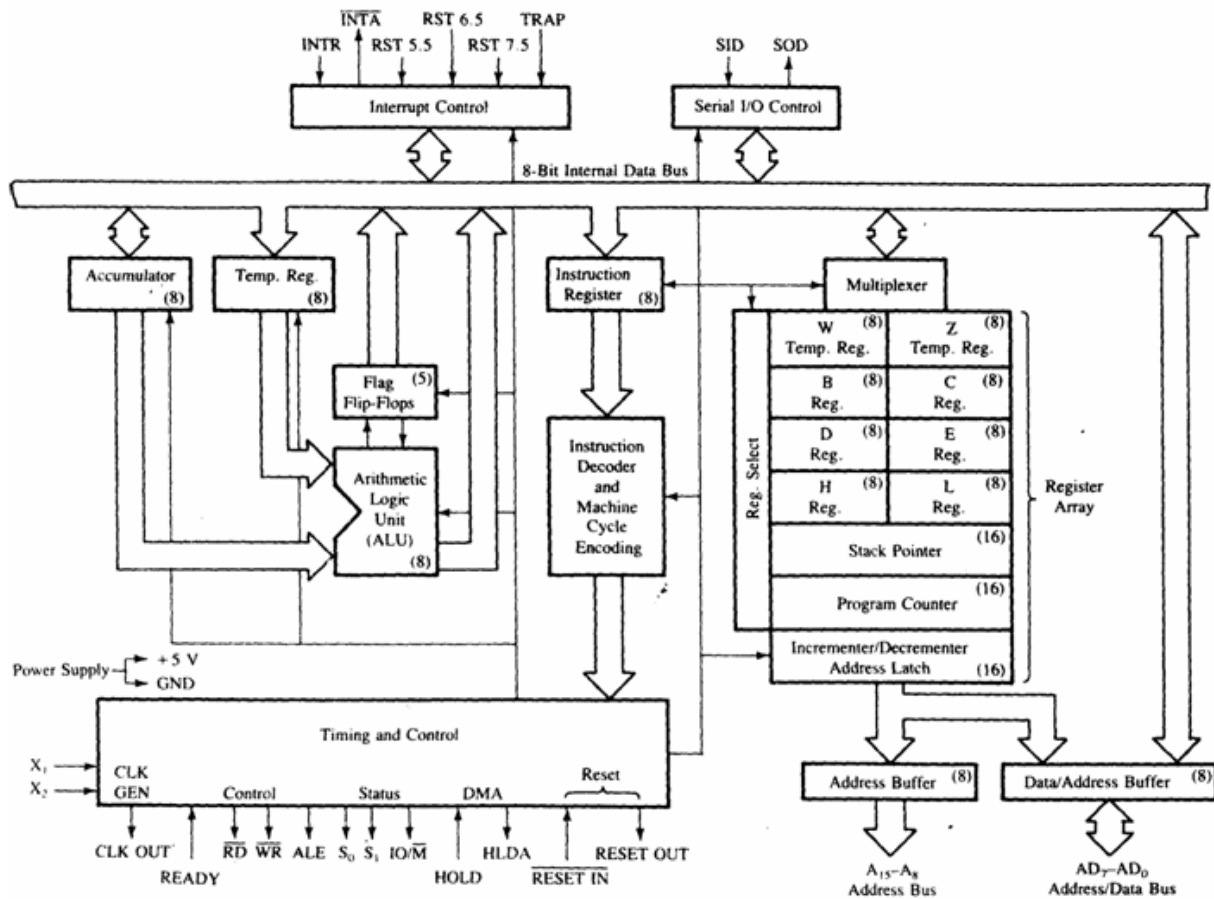 INTA RST 6.5 TRAP
INTR RST 5.5 RST 7.5
SID SOD
Interrupt Control
Serial I/O Control
8-Bit Internal Data Bus
Accumulator
(8)
Temp. Reg.
(8)
Instruction
Register (8)
Multiplexer
Flag (5)
Flip-Flops
Arithmetic
Logic
Unit
(ALU)
(8)
Instruction
Decoder
and
Machine
Cycle
Encoding
Reg. Select
W (8)
Temp. Reg.
Z (8)
Temp. Reg.
B (8)
Reg.
C (8)
Reg.
D (8)
Reg.
E (8)
Reg.
H (8)
Reg.
L (8)
Reg.
(16)
Stack Pointer
(16)
Program Counter
Incrementer/Decrementer
Address Latch (16)
Register
Array
Power Supply
+5 V
GND
Timing and Control
X₁
X₂
CLK
GEN
Control Status DMA Reset
CLK OUT RD WR ALE S₀ S₁ IO/M HLDA RESET OUT
READY HOLD RESET IN
Address Buffer (8)
Data/Address Buffer (8)
A₁₅–A₈
Address Bus
AD₇–AD₀
Address/Data Bus